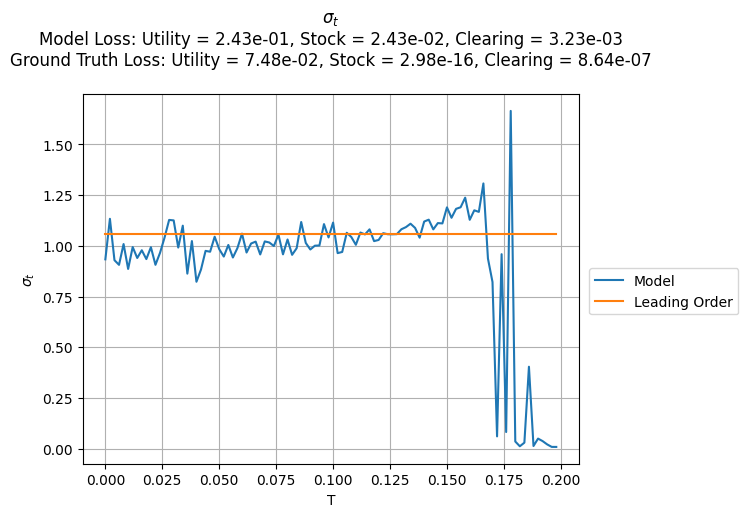 σt
Model Loss: Utility = 2.43e-01, Stock = 2.43e-02, Clearing = 3.23e-03
Ground Truth Loss: Utility = 7.48e-02, Stock = 2.98e-16, Clearing = 8.64e-07
1.50
1.25
1.00
0.75
0.50
0.25
0.00
σt
0.000 0.025 0.050 0.075 0.100 0.125 0.150 0.175 0.200
T
Model
Leading Order